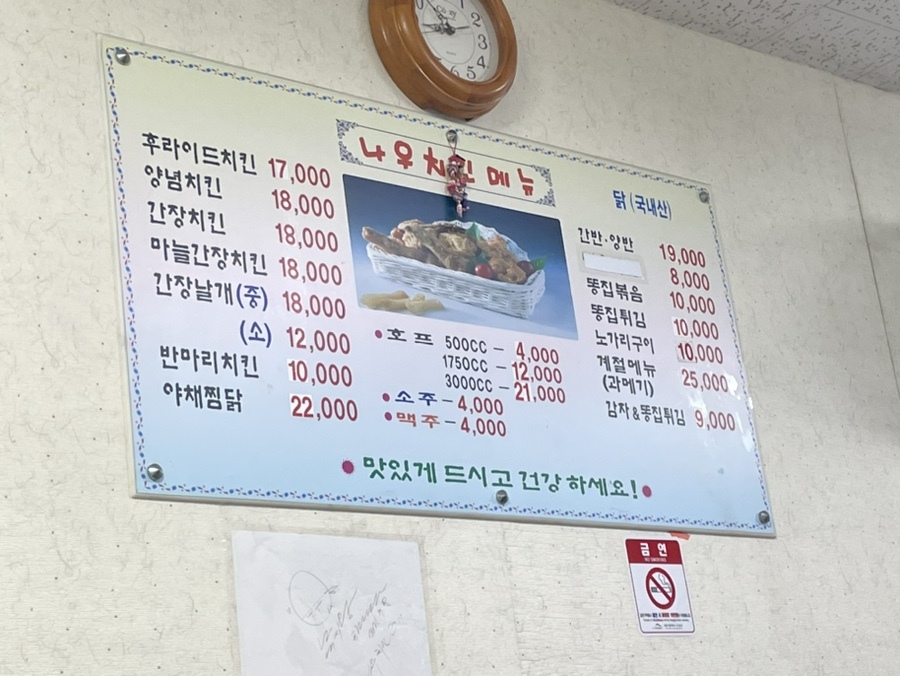 나우치킨 메뉴
후라이드치킨 17,000
양념치킨 18,000
간장치킨 18,000
마늘간장치킨 18,000
간장날개(중) 18,000
(소) 12,000
반마리치킨 10,000
야채찜닭 22,000
호프 500CC - 4,000
1750CC - 12,000
3000CC - 21,000
소주 - 4,000
맥주 - 4,000
닭(국내산)
간반·양반 19,000
8,000
똥집볶음 10,000
똥집튀김 10,000
노가리구이 10,000
계절메뉴
(과메기) 25,000
감자&똥집튀김 9,000
맛있게 드시고 건강하세요!
금연
NO SMOKING